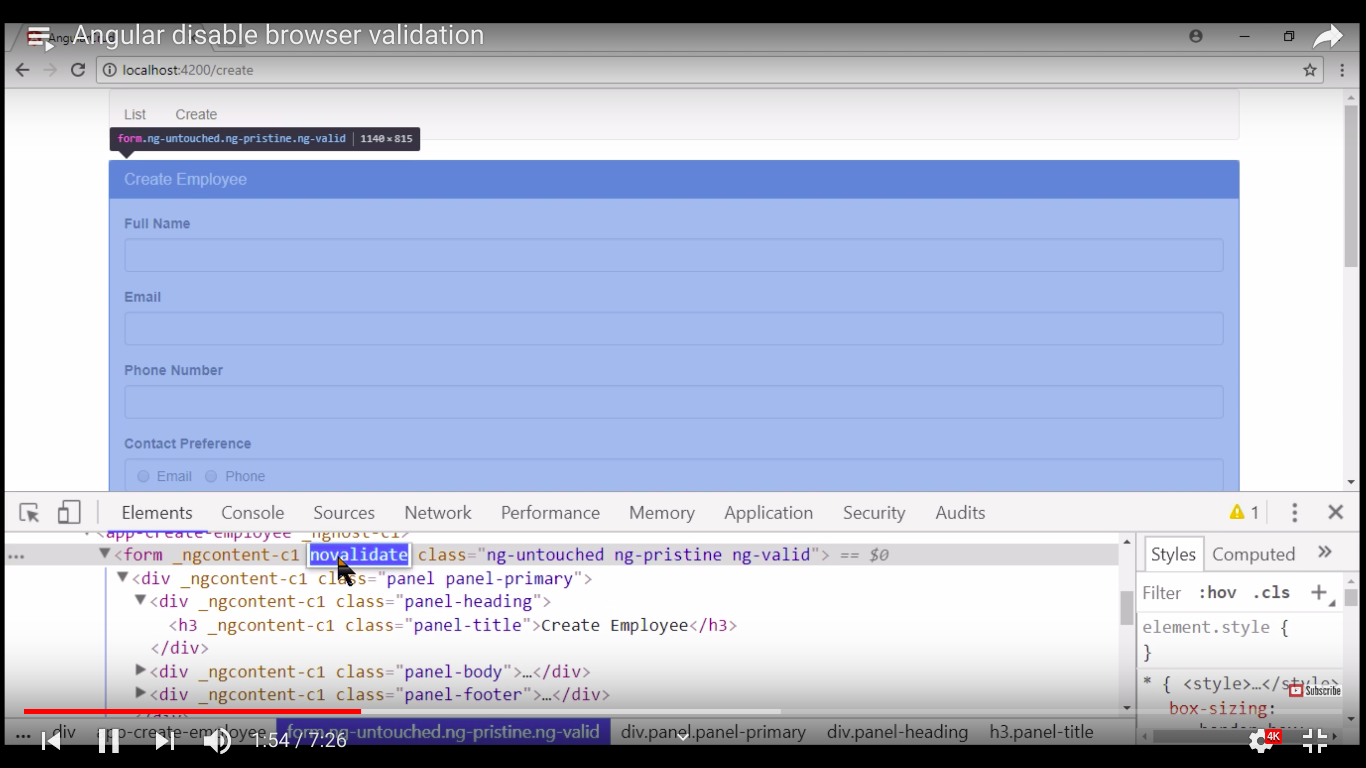 Angular disable browser validation
localhost:4200/create
List Create
form.ng-untouched.ng-pristine.ng-valid | 1140×815
Create Employee
Full Name
Email
Phone Number
Contact Preference
Email Phone
Elements Console Sources Network Performance Memory Application Security Audits 1
<app-create-employee _nghost-c1>
... <form _ngcontent-c1 novalidate class="ng-untouched ng-pristine ng-valid"> == $0
<div _ngcontent-c1 class="panel panel-primary">
<div _ngcontent-c1 class="panel-heading">
<h3 _ngcontent-c1 class="panel-title">Create Employee</h3>
</div>
<div _ngcontent-c1 class="panel-body">…</div>
<div _ngcontent-c1 class="panel-footer">…</div>
... div app-create-employee form.ng-untouched.ng-pristine.ng-valid div.panel.panel-primary div.panel-heading h3.panel-title
Styles Computed »
Filter :hov .cls +
element.style {
}
* { <style>…</style>
box-sizing:
Subscribe
1:54 / 7:26
4K